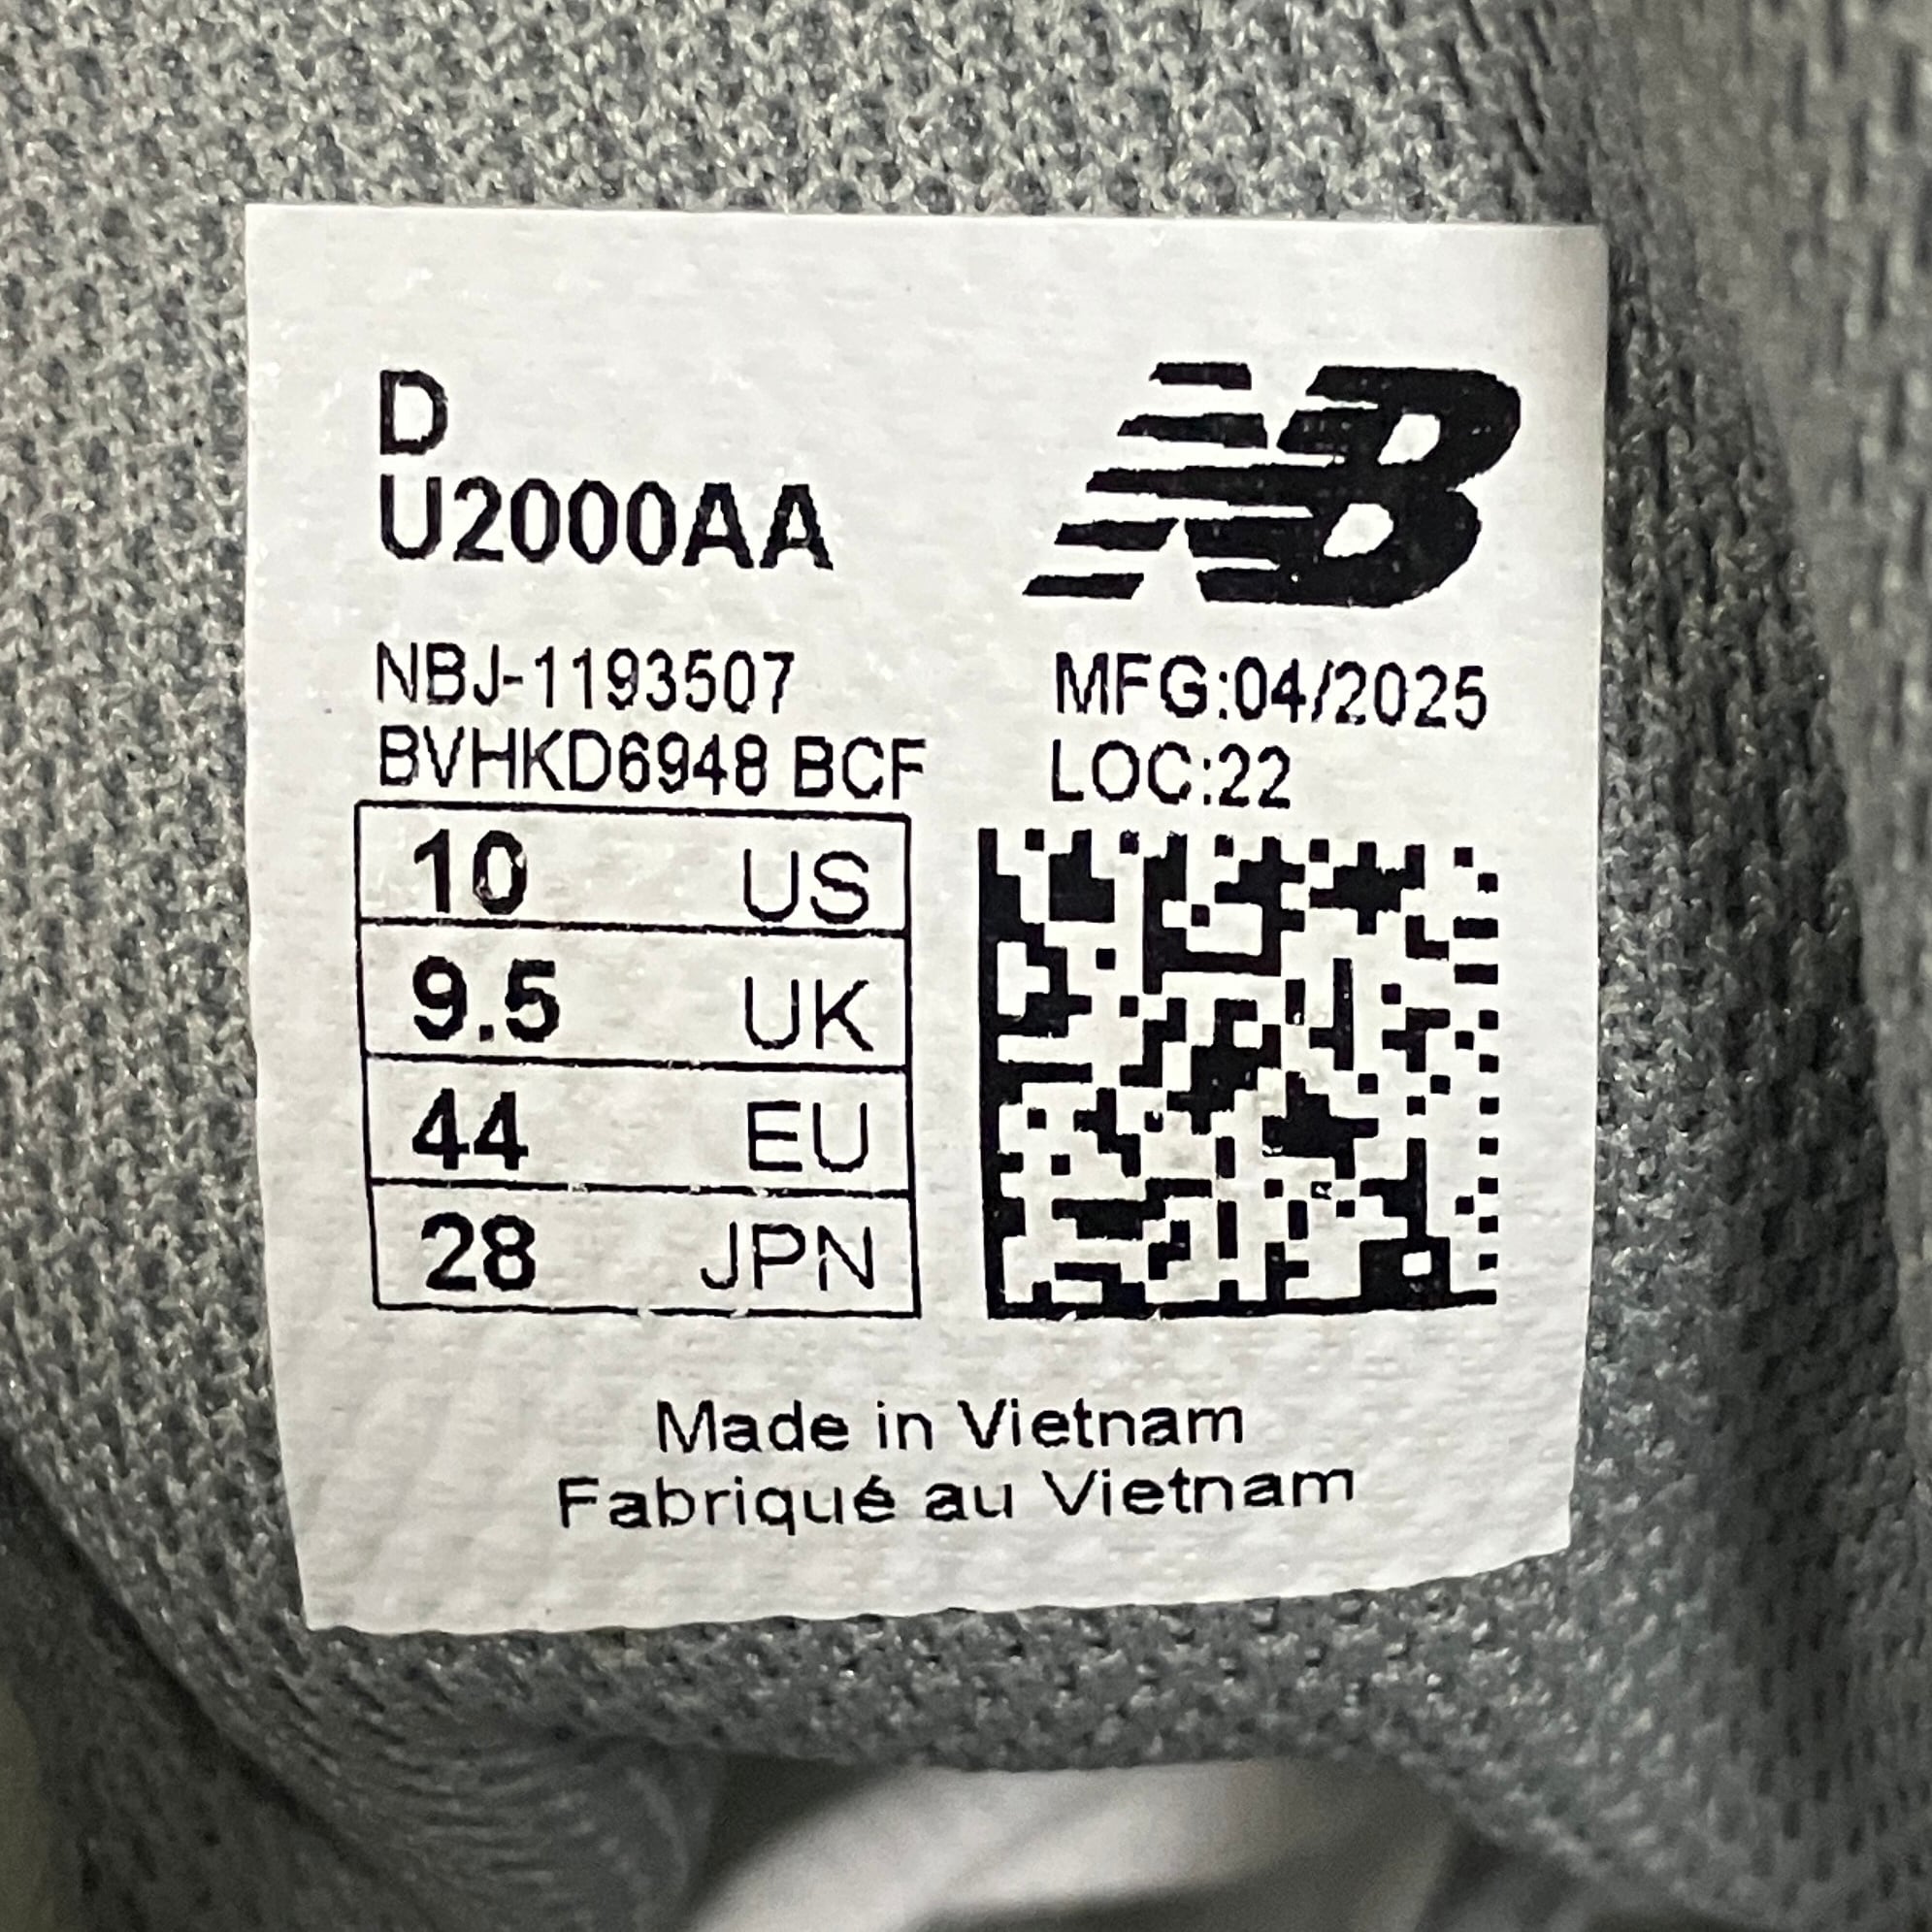 D
U2000AA
NB
NBJ-1193507
BVHKD6948 BCF
MFG:04/2025
LOC:22
10 US
9.5 UK
44 EU
28 JPN
Made in Vietnam
Fabriqué au Vietnam